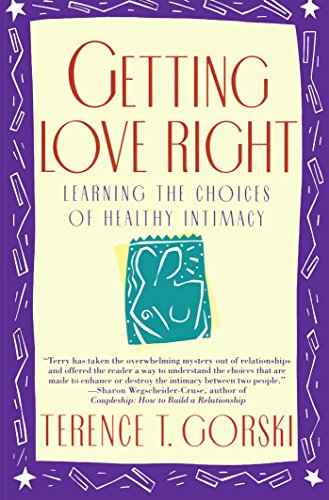 GETTING
LOVE RIGHT
LEARNING THE CHOICES
OF HEALTHY INTIMACY
“Terry has taken the overwhelming mystery out of relationships
and offered the reader a way to understand the choices that are
made to enhance or destroy the intimacy between two people.”
—Sharon Wegscheider-Cruse, author of
Coupleship: How to Build a Relationship
TERENCE T. GORSKI